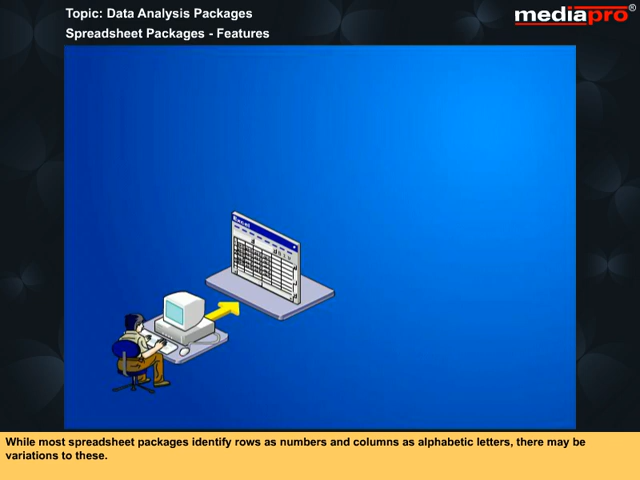 Topic: Data Analysis Packages
Spreadsheet Packages - Features
mediapro®
Excel
While most spreadsheet packages identify rows as numbers and columns as alphabetic letters, there may be
variations to these.